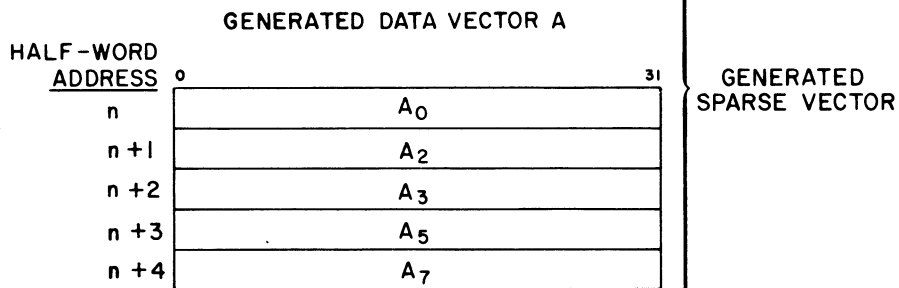 GENERATED DATA VECTOR A
HALF-WORD
ADDRESS 0 31
n A0
n+1 A2
n+2 A3
n+3 A5
n+4 A7
GENERATED
SPARSE VECTOR